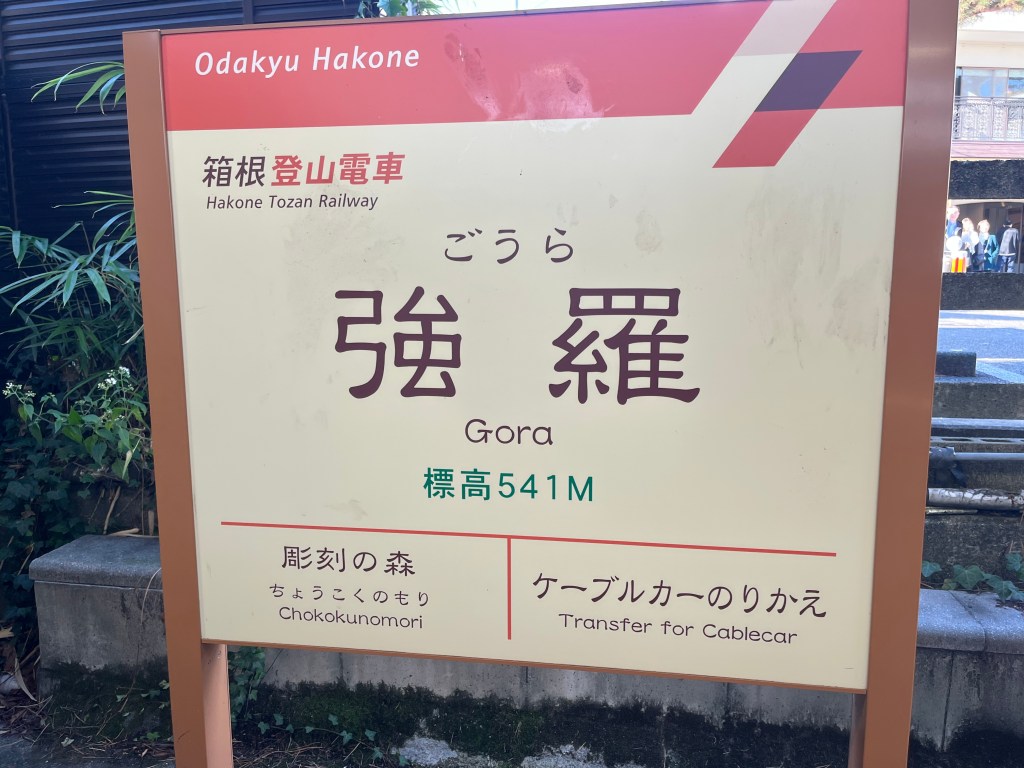 Odakyu Hakone
箱根登山電車
Hakone Tozan Railway
ごうら
強羅
Gora
標高541M
彫刻の森
ちょうこくのもり
Chokokunomori
ケーブルカーのりかえ
Transfer for Cablecar